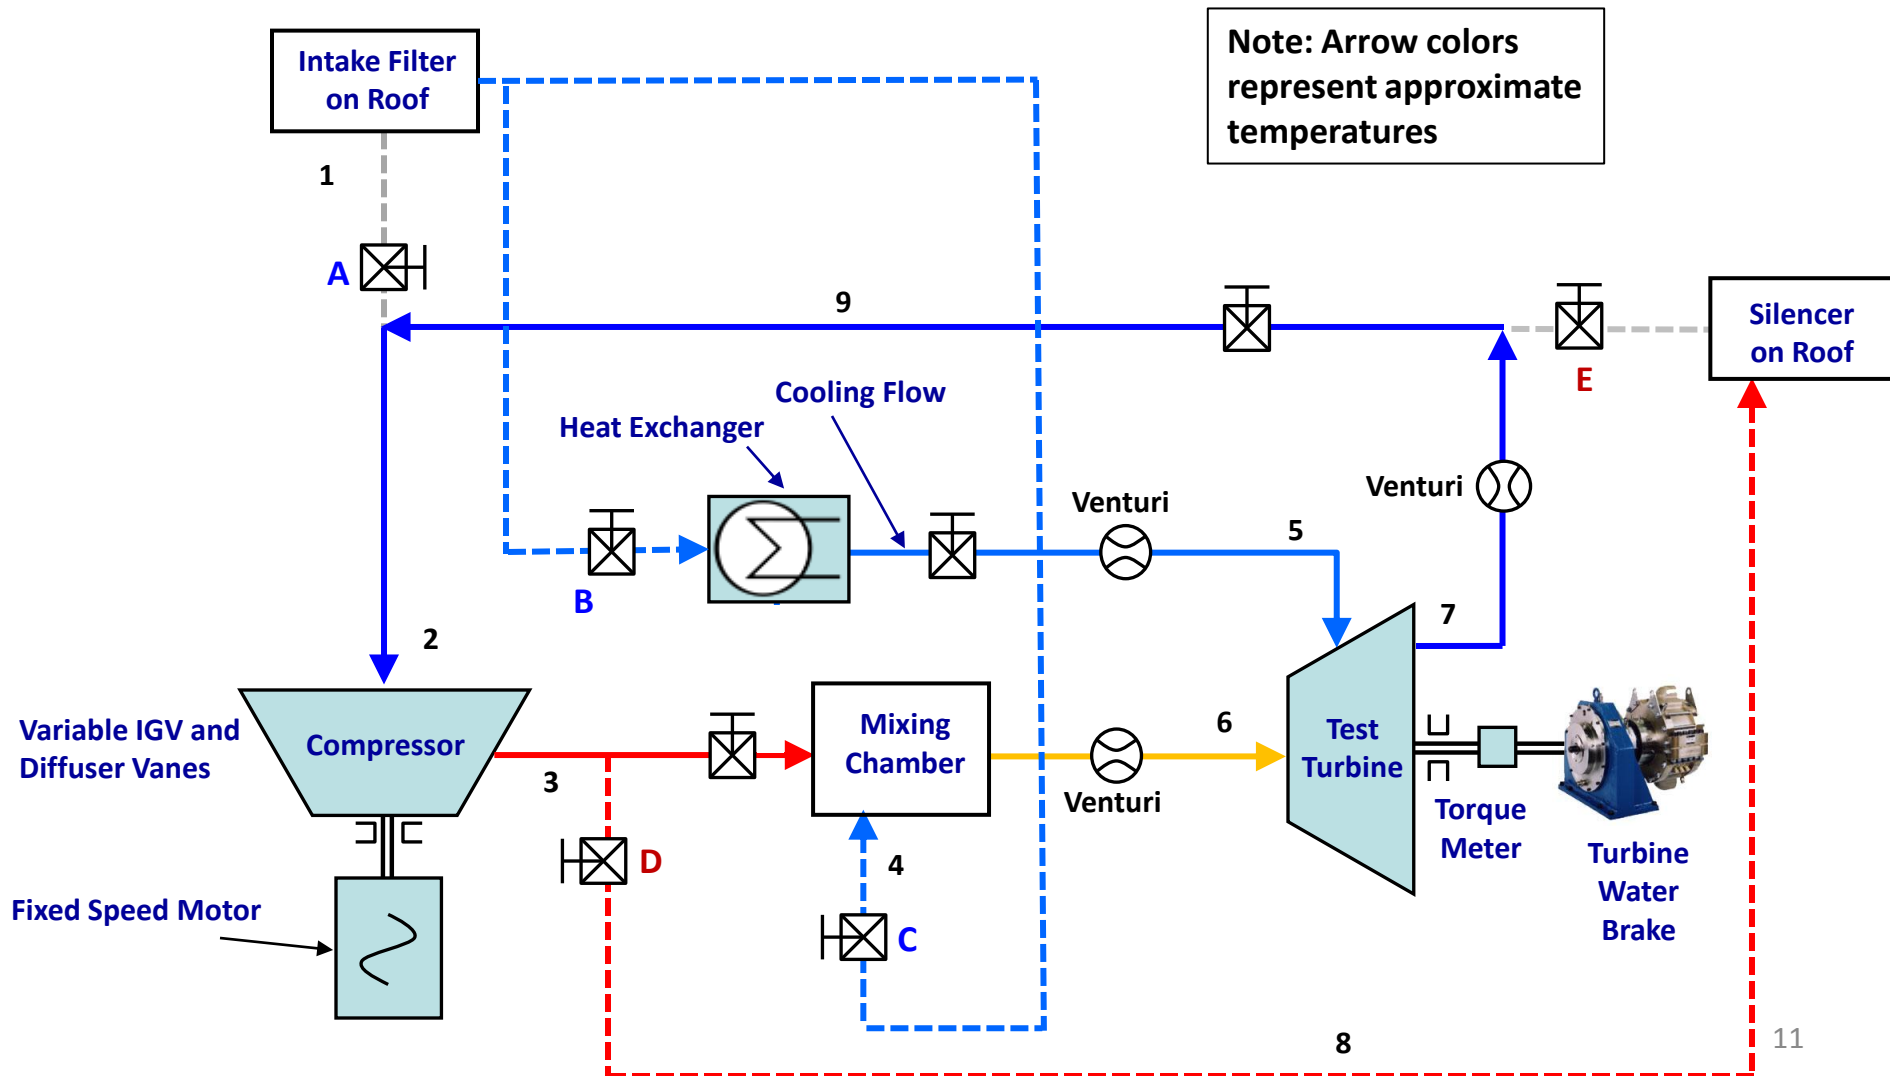 Intake Filter
on Roof
Note: Arrow colors
represent approximate
temperatures
1
A
9
Silencer
on Roof
E
Cooling Flow
Heat Exchanger
Venturi
Venturi
5
B
2
7
Variable IGV and
Diffuser Vanes
Compressor
3
Mixing
Chamber
6
Venturi
Test
Turbine
Torque
Meter
Turbine
Water
Brake
D
4
C
Fixed Speed Motor
8
11